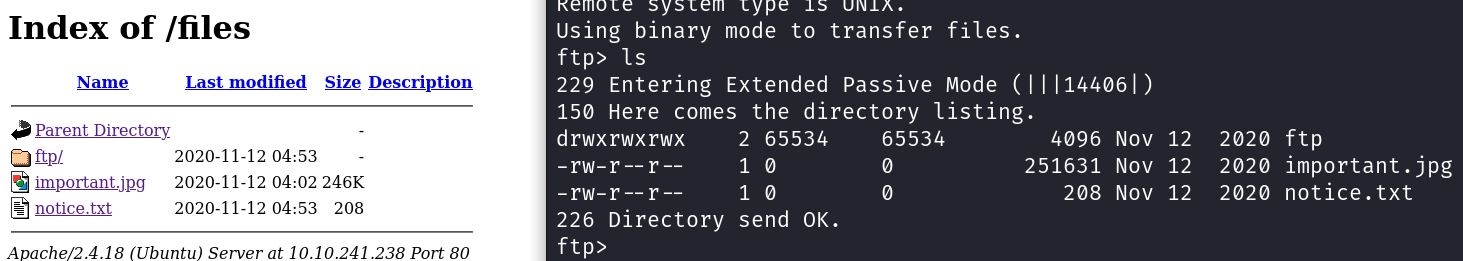 Index of /files
Name Last modified Size Description
Parent Directory -
ftp/ 2020-11-12 04:53 -
important.jpg 2020-11-12 04:02 246K
notice.txt 2020-11-12 04:53 208
Apache/2.4.18 (Ubuntu) Server at 10.10.241.238 Port 80
Remote system type is UNIX.
Using binary mode to transfer files.
ftp> ls
229 Entering Extended Passive Mode (|||14406|)
150 Here comes the directory listing.
drwxrwxrwx    2 65534    65534        4096 Nov 12  2020 ftp
-rw-r--r--    1 0        0          251631 Nov 12  2020 important.jpg
-rw-r--r--    1 0        0             208 Nov 12  2020 notice.txt
226 Directory send OK.
ftp>